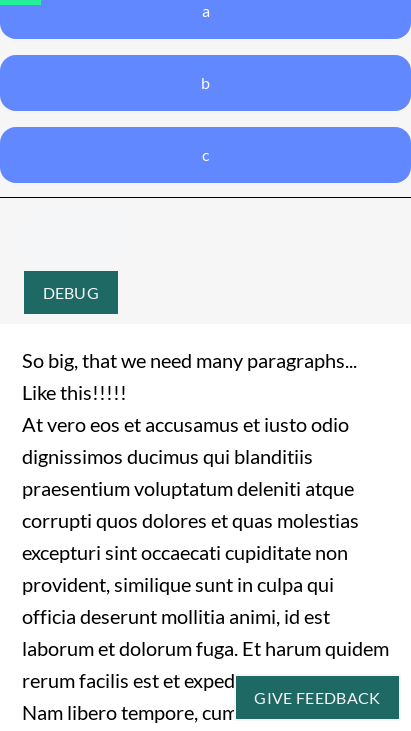 a
b
c
DEBUG
So big, that we need many paragraphs...
Like this!!!!!
At vero eos et accusamus et iusto odio
dignissimos ducimus qui blanditiis
praesentium voluptatum deleniti atque
corrupti quos dolores et quas molestias
excepturi sint occaecati cupiditate non
provident, similique sunt in culpa qui
officia deserunt mollitia animi, id est
laborum et dolorum fuga. Et harum quidem
rerum facilis est et exped
GIVE FEEDBACK
Nam libero tempore, cum